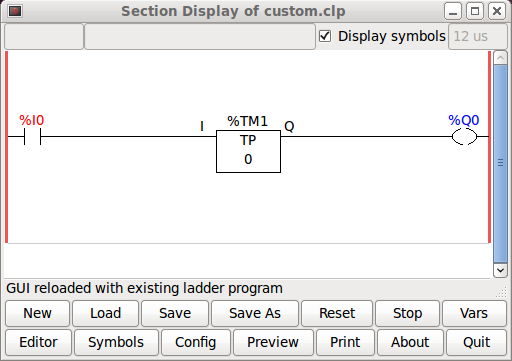 Section Display of custom.clp
Display symbols 12 us
%I0 I %TM1 Q %Q0
TP
0
GUI reloaded with existing ladder program
New Load Save Save As Reset Stop Vars
Editor Symbols Config Preview Print About Quit